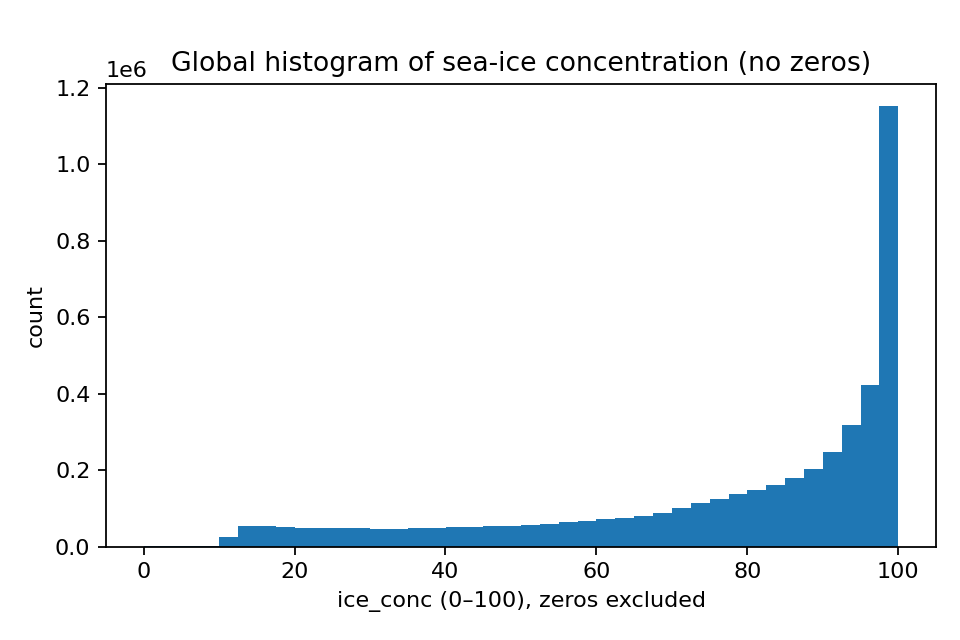 Global histogram of sea-ice concentration (no zeros)
1e6
1.2
1.0
0.8
0.6
0.4
0.2
0.0
count
0 20 40 60 80 100
ice_conc (0–100), zeros excluded